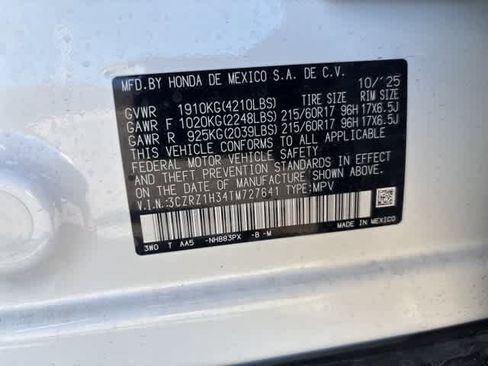 MFD.BY HONDA DE MEXICO S.A. DE C.V.
10/'25
GVWR 1910KG(4210LBS) TIRE SIZE RIM SIZE
GAWR F 1020KG(2248LBS) 215/60R17 96H 17X6.5J
GAWR R 925KG(2039LBS) 215/60R17 96H 17X6.5J
THIS VEHICLE CONFORMS TO ALL APPLICABLE
FEDERAL MOTOR VEHICLE SAFETY, BUMPER AND
THEFT PREVENTION STANDARDS IN EFFECT ON
THE DATE OF MANUFACTURE SHOWN ABOVE.
V.I.N.:3CZRZ1H34TM727641 TYPE:MPV
3W0 T AA5 -NH883PX -B -M
MADE IN MEXICO